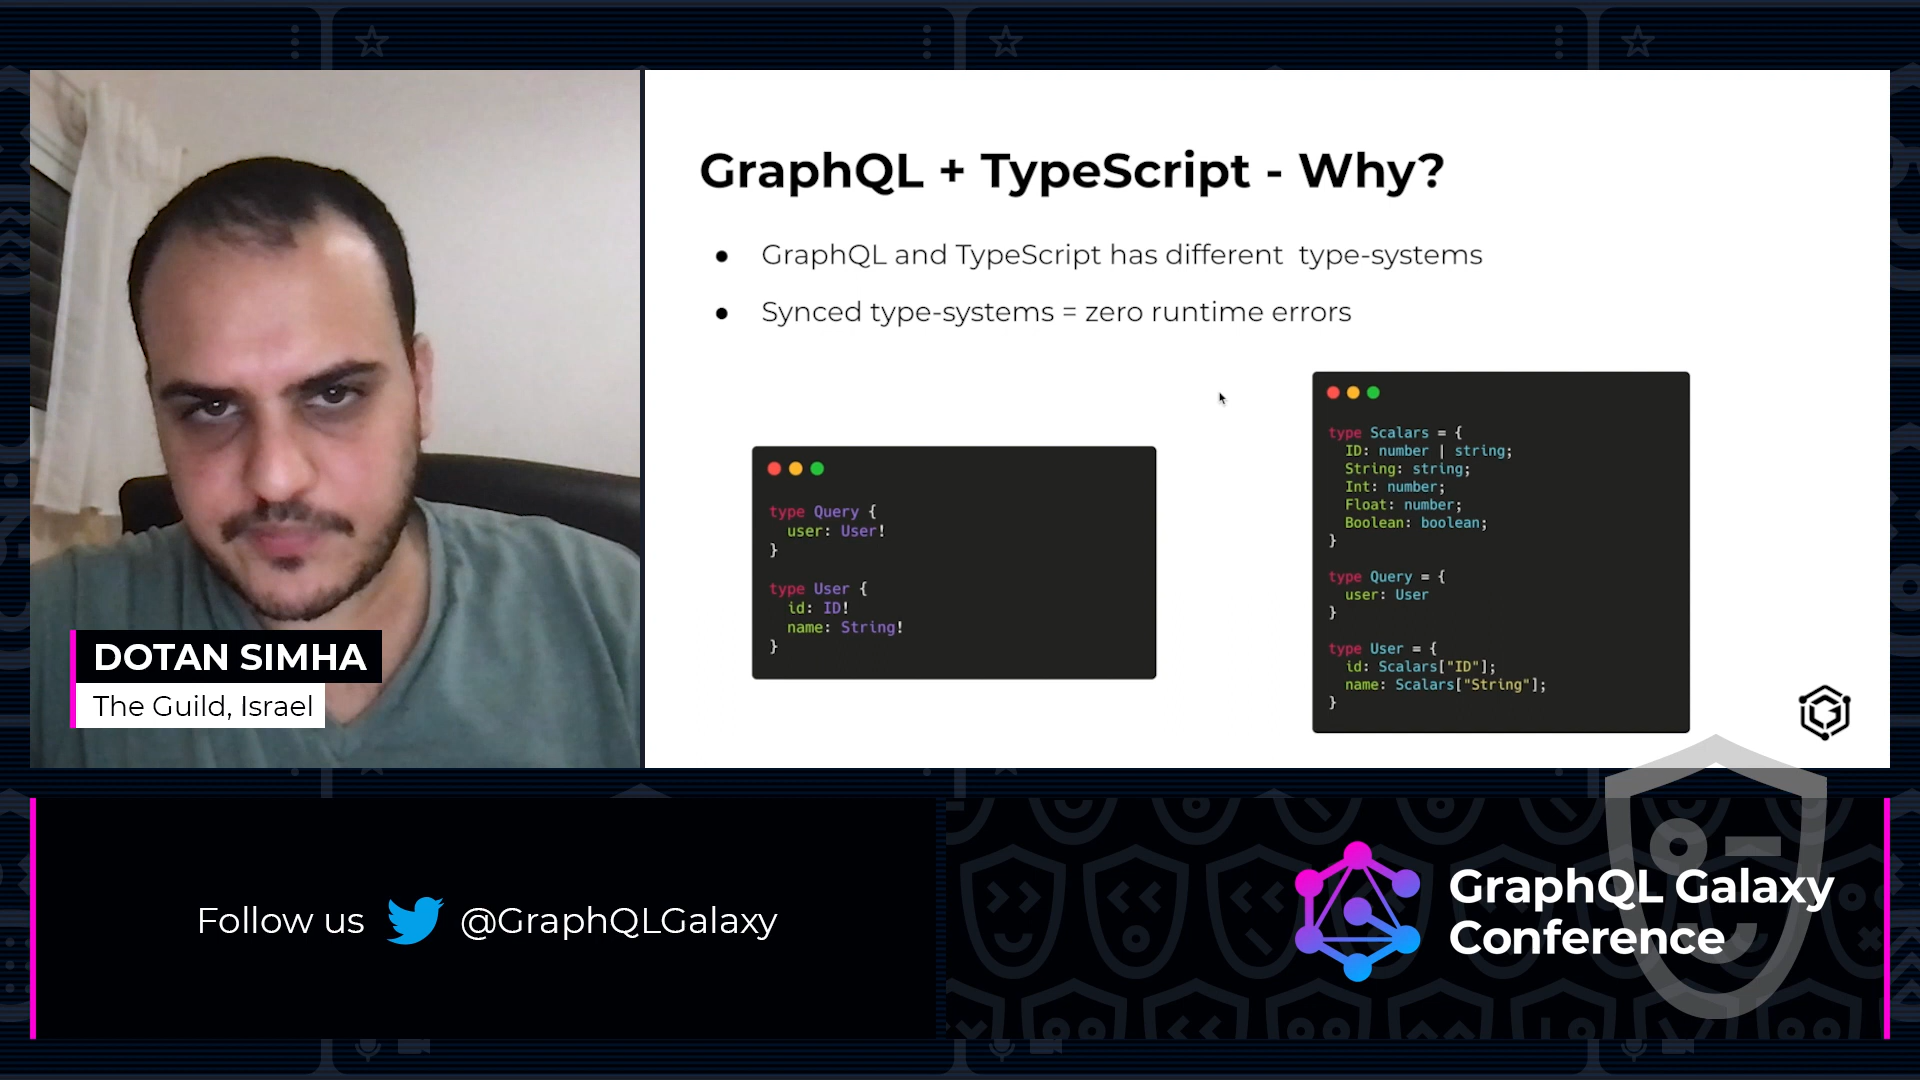 GraphQL + TypeScript - Why?
● GraphQL and TypeScript has different  type-systems
● Synced type-systems = zero runtime errors
type Query {
  user: User!
}

type User {
  id: ID!
  name: String!
}
type Scalars = {
  ID: number | string;
  String: string;
  Int: number;
  Float: number;
  Boolean: boolean;
}

type Query = {
  user: User
}

type User = {
  id: Scalars["ID"];
  name: Scalars["String"];
}
DOTAN SIMHA
The Guild, Israel
Follow us @GraphQLGalaxy
GraphQL Galaxy
Conference